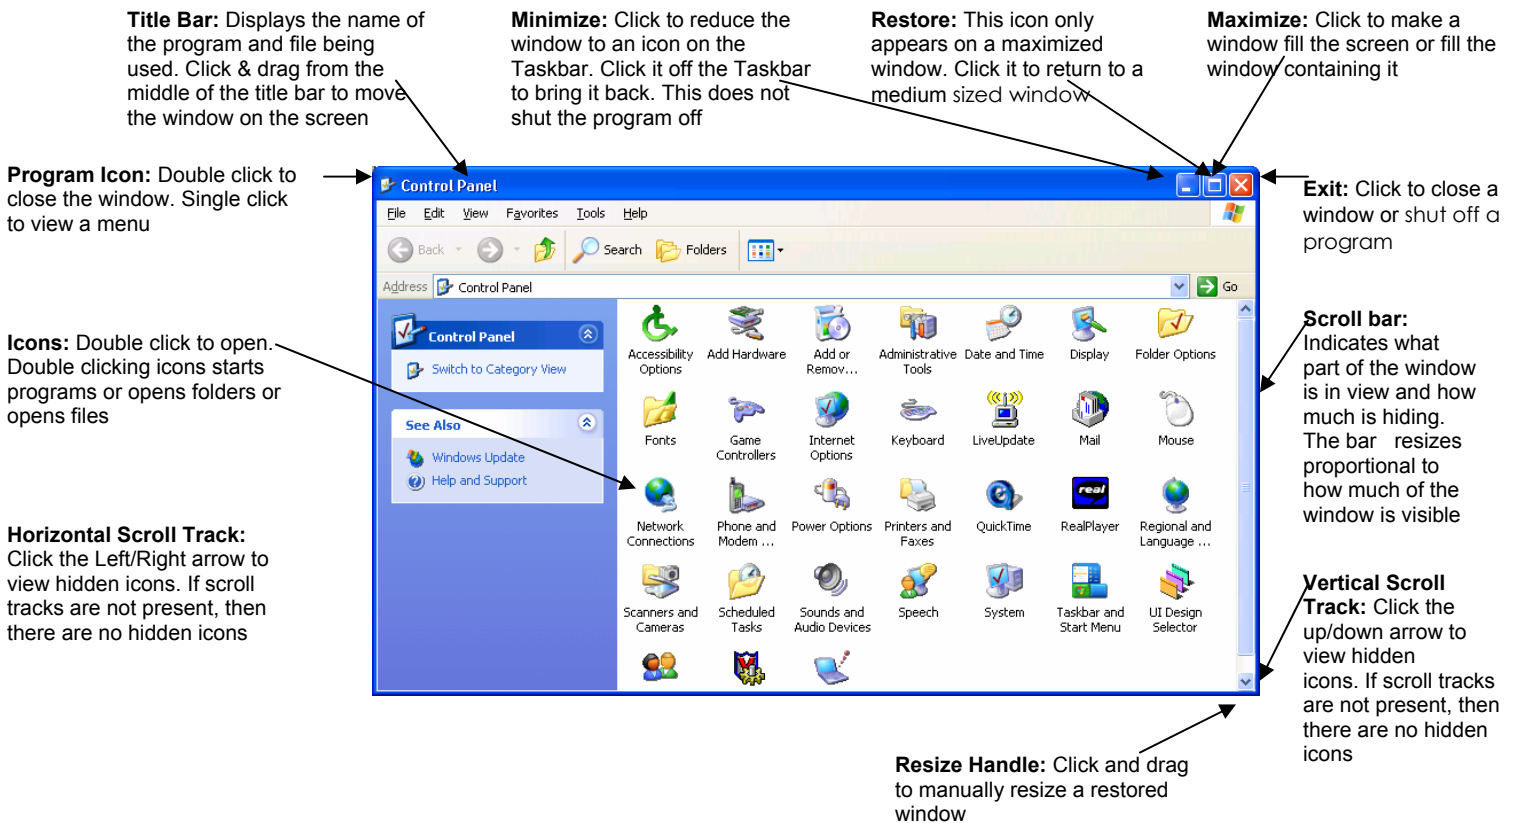 Title Bar: Displays the name of
the program and file being
used. Click & drag from the
middle of the title bar to move
the window on the screen
Minimize: Click to reduce the
window to an icon on the
Taskbar. Click it off the Taskbar
to bring it back. This does not
shut the program off
Restore: This icon only
appears on a maximized
window. Click it to return to a
medium sized window
Maximize: Click to make a
window fill the screen or fill the
window containing it
Program Icon: Double click to
close the window. Single click
to view a menu
Icons: Double click to open.
Double clicking icons starts
programs or opens folders or
opens files
Horizontal Scroll Track:
Click the Left/Right arrow to
view hidden icons. If scroll
tracks are not present, then
there are no hidden icons
Control Panel
File Edit View Favorites Tools Help
Back Search Folders
Address Control Panel Go
Control Panel
Switch to Category View
See Also
Windows Update
Help and Support
Accessibility Options
Add Hardware
Add or Remov...
Administrative Tools
Date and Time
Display
Folder Options
Fonts
Game Controllers
Internet Options
Keyboard
LiveUpdate
Mail
Mouse
real
Network Connections
Phone and Modem ...
Power Options
Printers and Faxes
QuickTime
RealPlayer
Regional and Language ...
Scanners and Cameras
Scheduled Tasks
Sounds and Audio Devices
Speech
System
Taskbar and Start Menu
UI Design Selector
Exit: Click to close a
window or shut off a
program
Scroll bar:
Indicates what
part of the window
is in view and how
much is hiding.
The bar resizes
proportional to
how much of the
window is visible
Vertical Scroll
Track: Click the
up/down arrow to
view hidden
icons. If scroll tracks
are not present, then
there are no hidden
icons
Resize Handle: Click and drag
to manually resize a restored
window